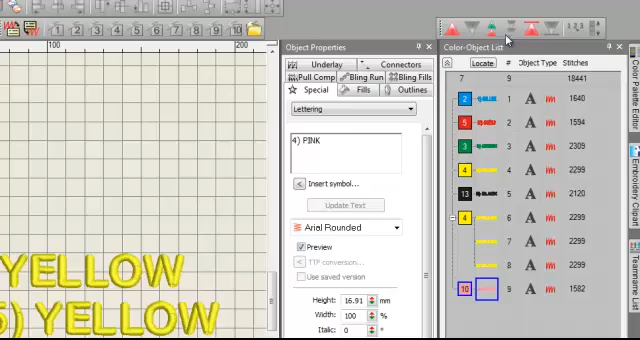 1 2 3 4 5 6 7 8 9 10
100
200
Object Properties
Color-Object List
Underlay
Connectors
Pull Comp
Bling Run
Bling Fills
Special
Fills
Outlines
Lettering
4) PINK
Insert symbol...
Update Text
Arial Rounded
Preview
TTF conversion...
Use saved version
Height: 16.91 mm
Width: 100 %
Italic: 0 °
Locate # Object Type Stitches
7 9 18441
2 1 A 1640
5 2 A 1594
3 3 A 2309
4 4 A 2299
13 5 A 2120
4 6 A 2299
7 2299
8 2299
10 9 A 1582
YELLOW
5) YELLOW
Color Palette Editor
Embroidery Clipart
Teamname List